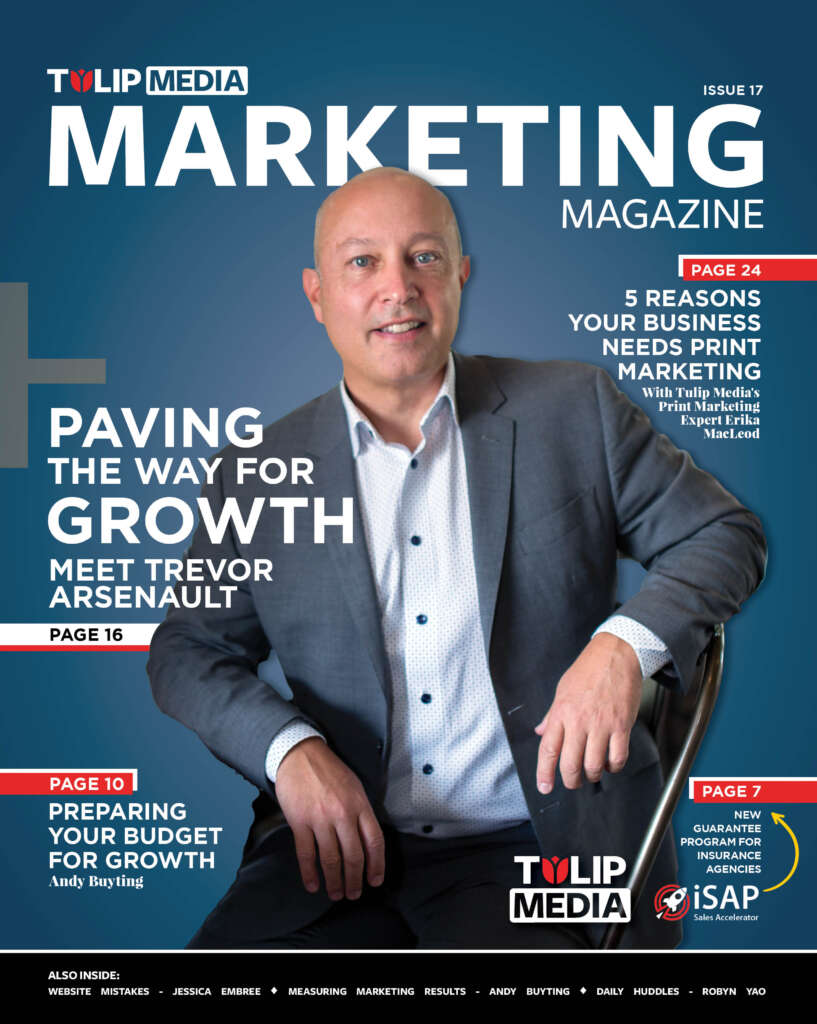 TULIP MEDIA
ISSUE 17
MARKETING
MAGAZINE
PAGE 24
5 REASONS
YOUR BUSINESS
NEEDS PRINT
MARKETING
With Tulip Media's
Print Marketing
Expert Erika
MacLeod
PAVING
THE WAY FOR
GROWTH
MEET TREVOR
ARSENAULT
PAGE 16
PAGE 10
PREPARING
YOUR BUDGET
FOR GROWTH
Andy Buyting
PAGE 7
NEW
GUARANTEE
PROGRAM FOR
INSURANCE
AGENCIES
iSAP
Sales Accelerator
TULIP
MEDIA
ALSO INSIDE:
WEBSITE MISTAKES - JESSICA EMBREE ♦ MEASURING MARKETING RESULTS - ANDY BUYTING ♦ DAILY HUDDLES - ROBYN YAO